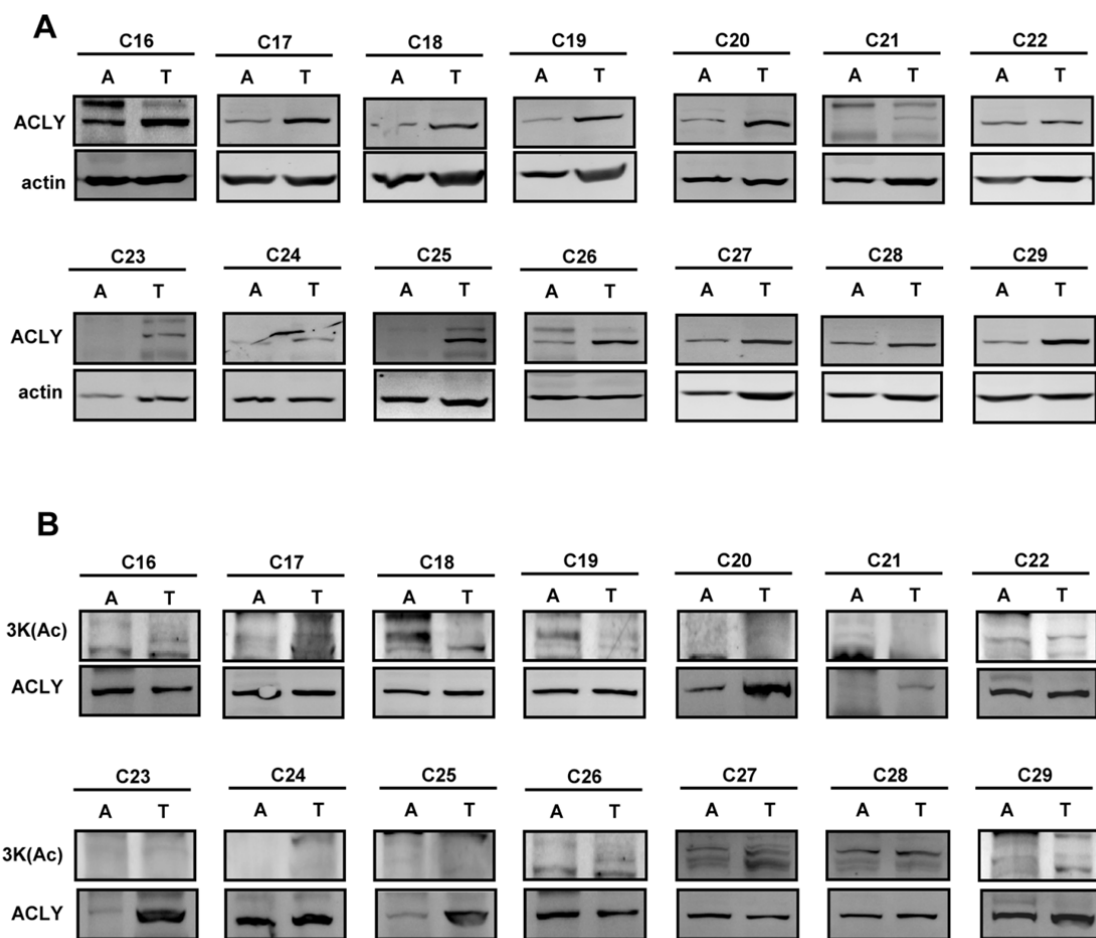 A
C16 C17 C18 C19 C20 C21 C22
A T A T A T A T A T A T A T
ACLY
actin
C23 C24 C25 C26 C27 C28 C29
A T A T A T A T A T A T A T
ACLY
actin
B
C16 C17 C18 C19 C20 C21 C22
A T A T A T A T A T A T A T
3K(Ac)
ACLY
C23 C24 C25 C26 C27 C28 C29
A T A T A T A T A T A T A T
3K(Ac)
ACLY